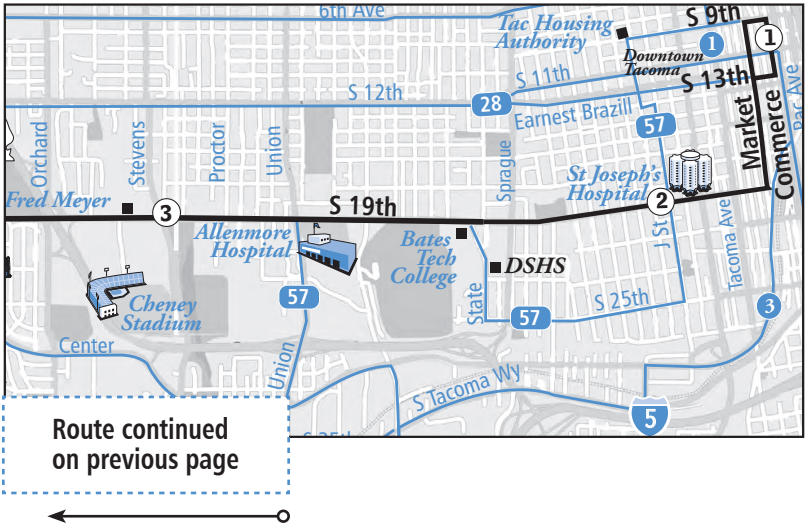 6th Ave
Tac Housing
Authority
S 9th
1
1
Downtown
Tacoma
S 11th
S 13th
Pac Ave
S 12th
28
Earnest Brazill
57
Market
Commerce
Orchard
Stevens
Proctor
Union
Sprague
St Joseph's
Hospital
2
Fred Meyer
3
S 19th
Allenmore
Hospital
Bates
Tech
College
DSHS
J St
Tacoma Ave
Cheney
Stadium
57
State
57
S 25th
3
Center
Union
S Tacoma Wy
5
Route continued
on previous page